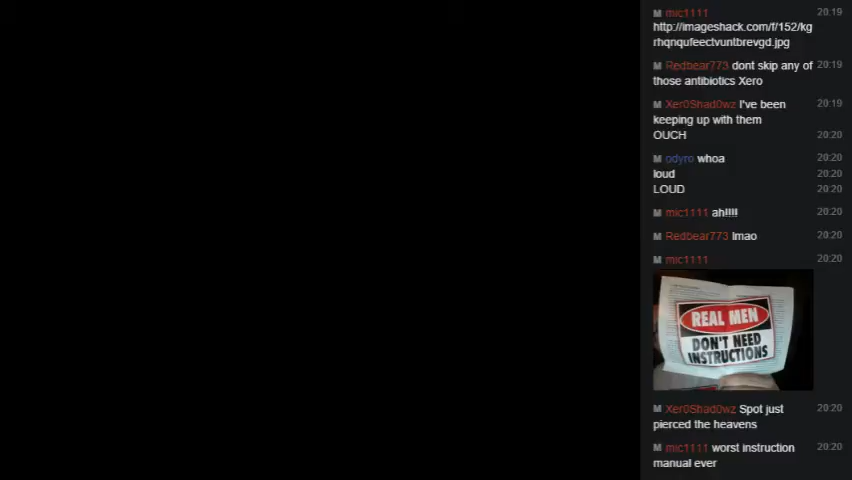 M mic1111 20:19
http://imageshack.com/f/152/kg
rhqnqufeectvuntbrevgd.jpg
M Redbear773 dont skip any of 20:19
those antibiotics Xero
M Xer0Shad0wz I've been 20:19
keeping up with them
OUCH 20:20
M odyro whoa 20:20
loud 20:20
LOUD 20:20
M mic1111 ah!!!! 20:20
M Redbear773 lmao 20:20
M mic1111 20:20
REAL MEN
DON'T NEED
INSTRUCTIONS
M Xer0Shad0wz Spot just 20:20
pierced the heavens
M mic1111 worst instruction 20:20
manual ever